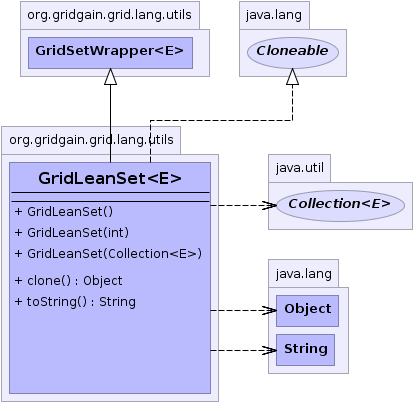 org.gridgain.grid.lang.utils
GridSetWrapper<E>
java.lang
Cloneable
org.gridgain.grid.lang.utils
GridLeanSet<E>
+ GridLeanSet()
+ GridLeanSet(int)
+ GridLeanSet(Collection<E>)
+ clone() : Object
+ toString() : String
java.util
Collection<E>
java.lang
Object
String